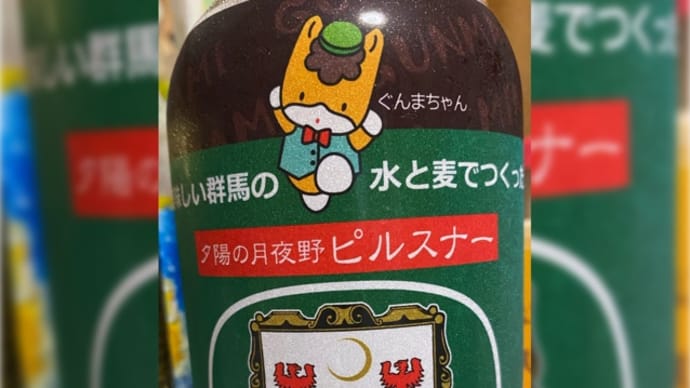 ぐんまちゃん
味しい群馬の 水と麦でつくった
夕陽の月夜野ピルスナー